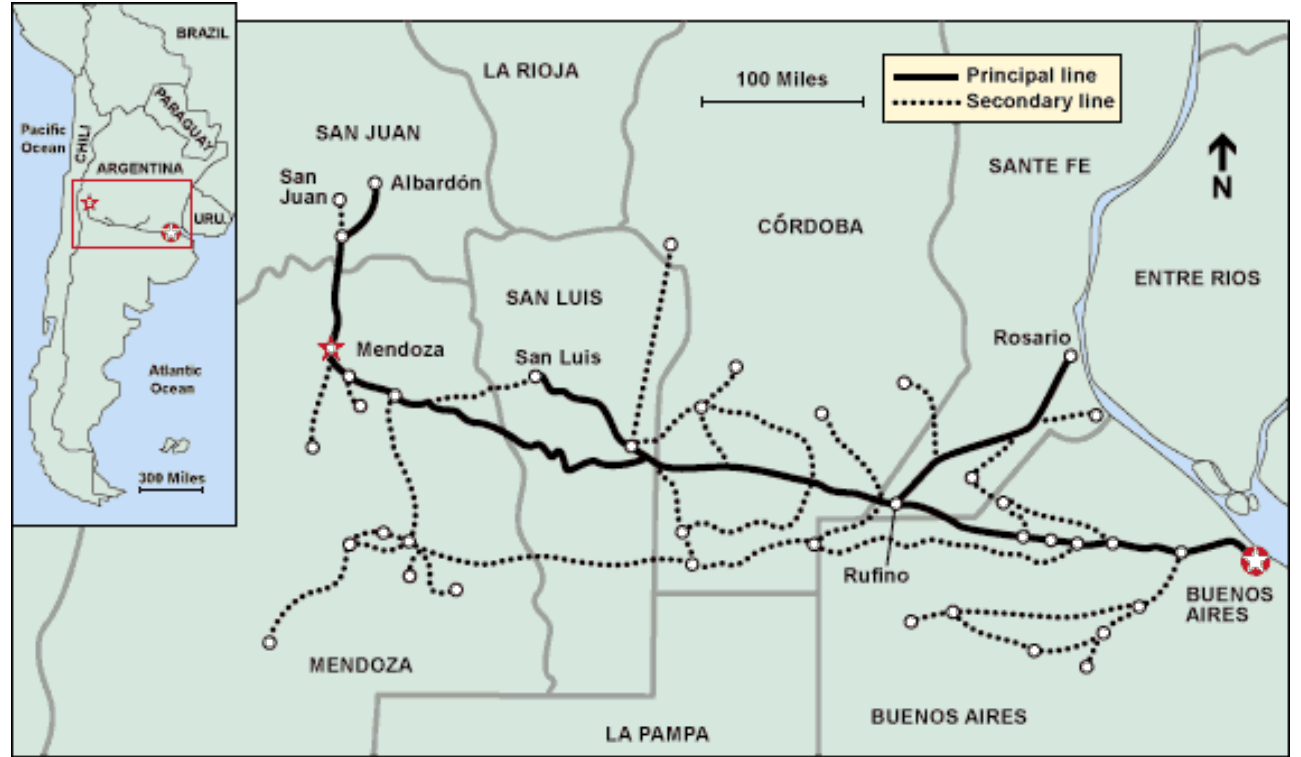 BRAZIL
PARAGUAY
Pacific
Ocean
CHILI
ARGENTINA
URU.
Atlantic
Ocean
300 Miles
LA RIOJA
100 Miles
Principal line
Secondary line
SAN JUAN
SANTE FE
N
San
Juan
Albardón
CÓRDOBA
ENTRE RIOS
SAN LUIS
Mendoza
San Luis
Rosario
Rufino
BUENOS
AIRES
MENDOZA
BUENOS AIRES
LA PAMPA